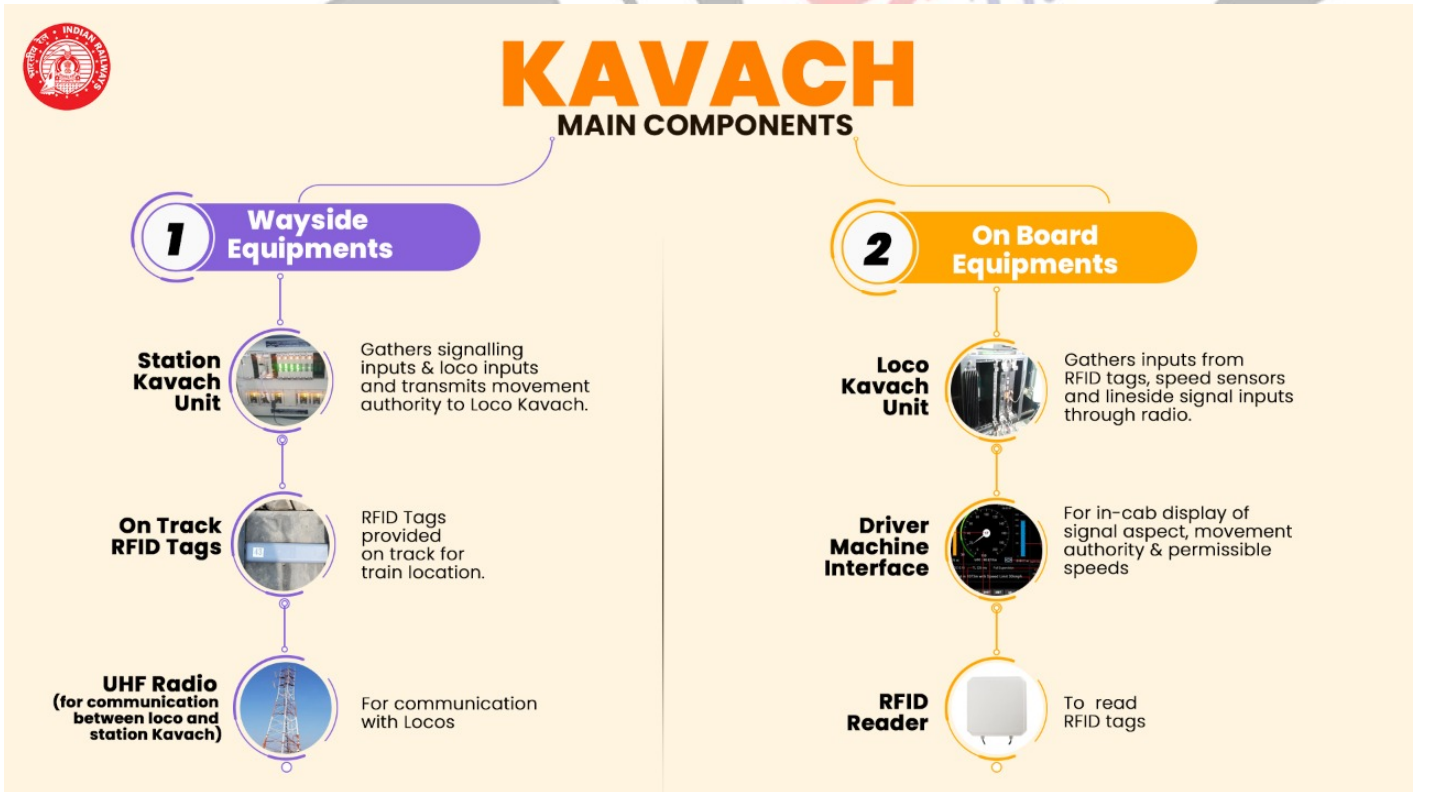 भारतीय रेल
INDIAN RAILWAYS
KAVACH
MAIN COMPONENTS
1
Wayside
Equipments
Station
Kavach
Unit
Gathers signalling
inputs & loco inputs
and transmits movement
authority to Loco Kavach.
On Track
RFID Tags
RFID Tags
provided
on track for
train location.
UHF Radio
(for communication
between loco and
station Kavach)
For communication
with Locos
2
On Board
Equipments
Loco
Kavach
Unit
Gathers inputs from
RFID tags, speed sensors
and lineside signal inputs
through radio.
Driver
Machine
Interface
For in-cab display of
signal aspect, movement
authority & permissible
speeds
RFID
Reader
To read
RFID tags